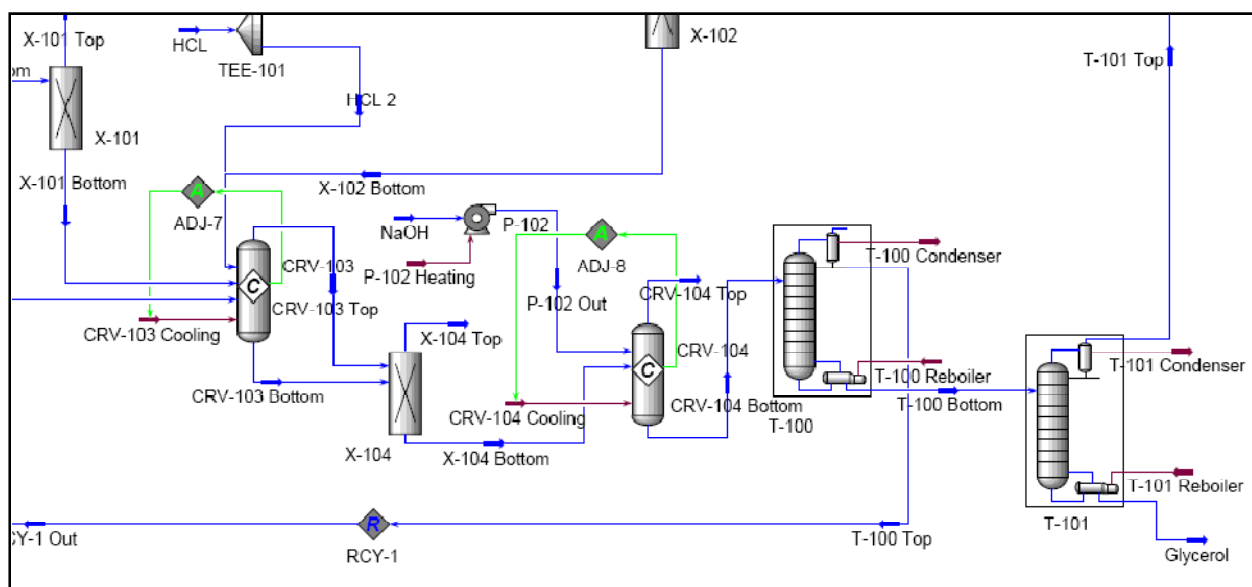 X-101 Top
HCL
TEE-101
X-102
T-101 Top
om
HCL 2
X-101
X-101 Bottom
X-102 Bottom
A
ADJ-7
NaOH
P-102
A
ADJ-8
T-100 Condenser
P-102 Heating
CRV-103
C
CRV-103 Top
P-102 Out
CRV-104 Top
CRV-103 Cooling
X-104 Top
CRV-104
C
T-101 Condenser
T-100 Reboiler
CRV-103 Bottom
CRV-104 Cooling
CRV-104 Bottom
T-100 Bottom
T-100
X-104
X-104 Bottom
T-101 Reboiler
R
CY-1 Out
RCY-1
T-100 Top
T-101
Glycerol